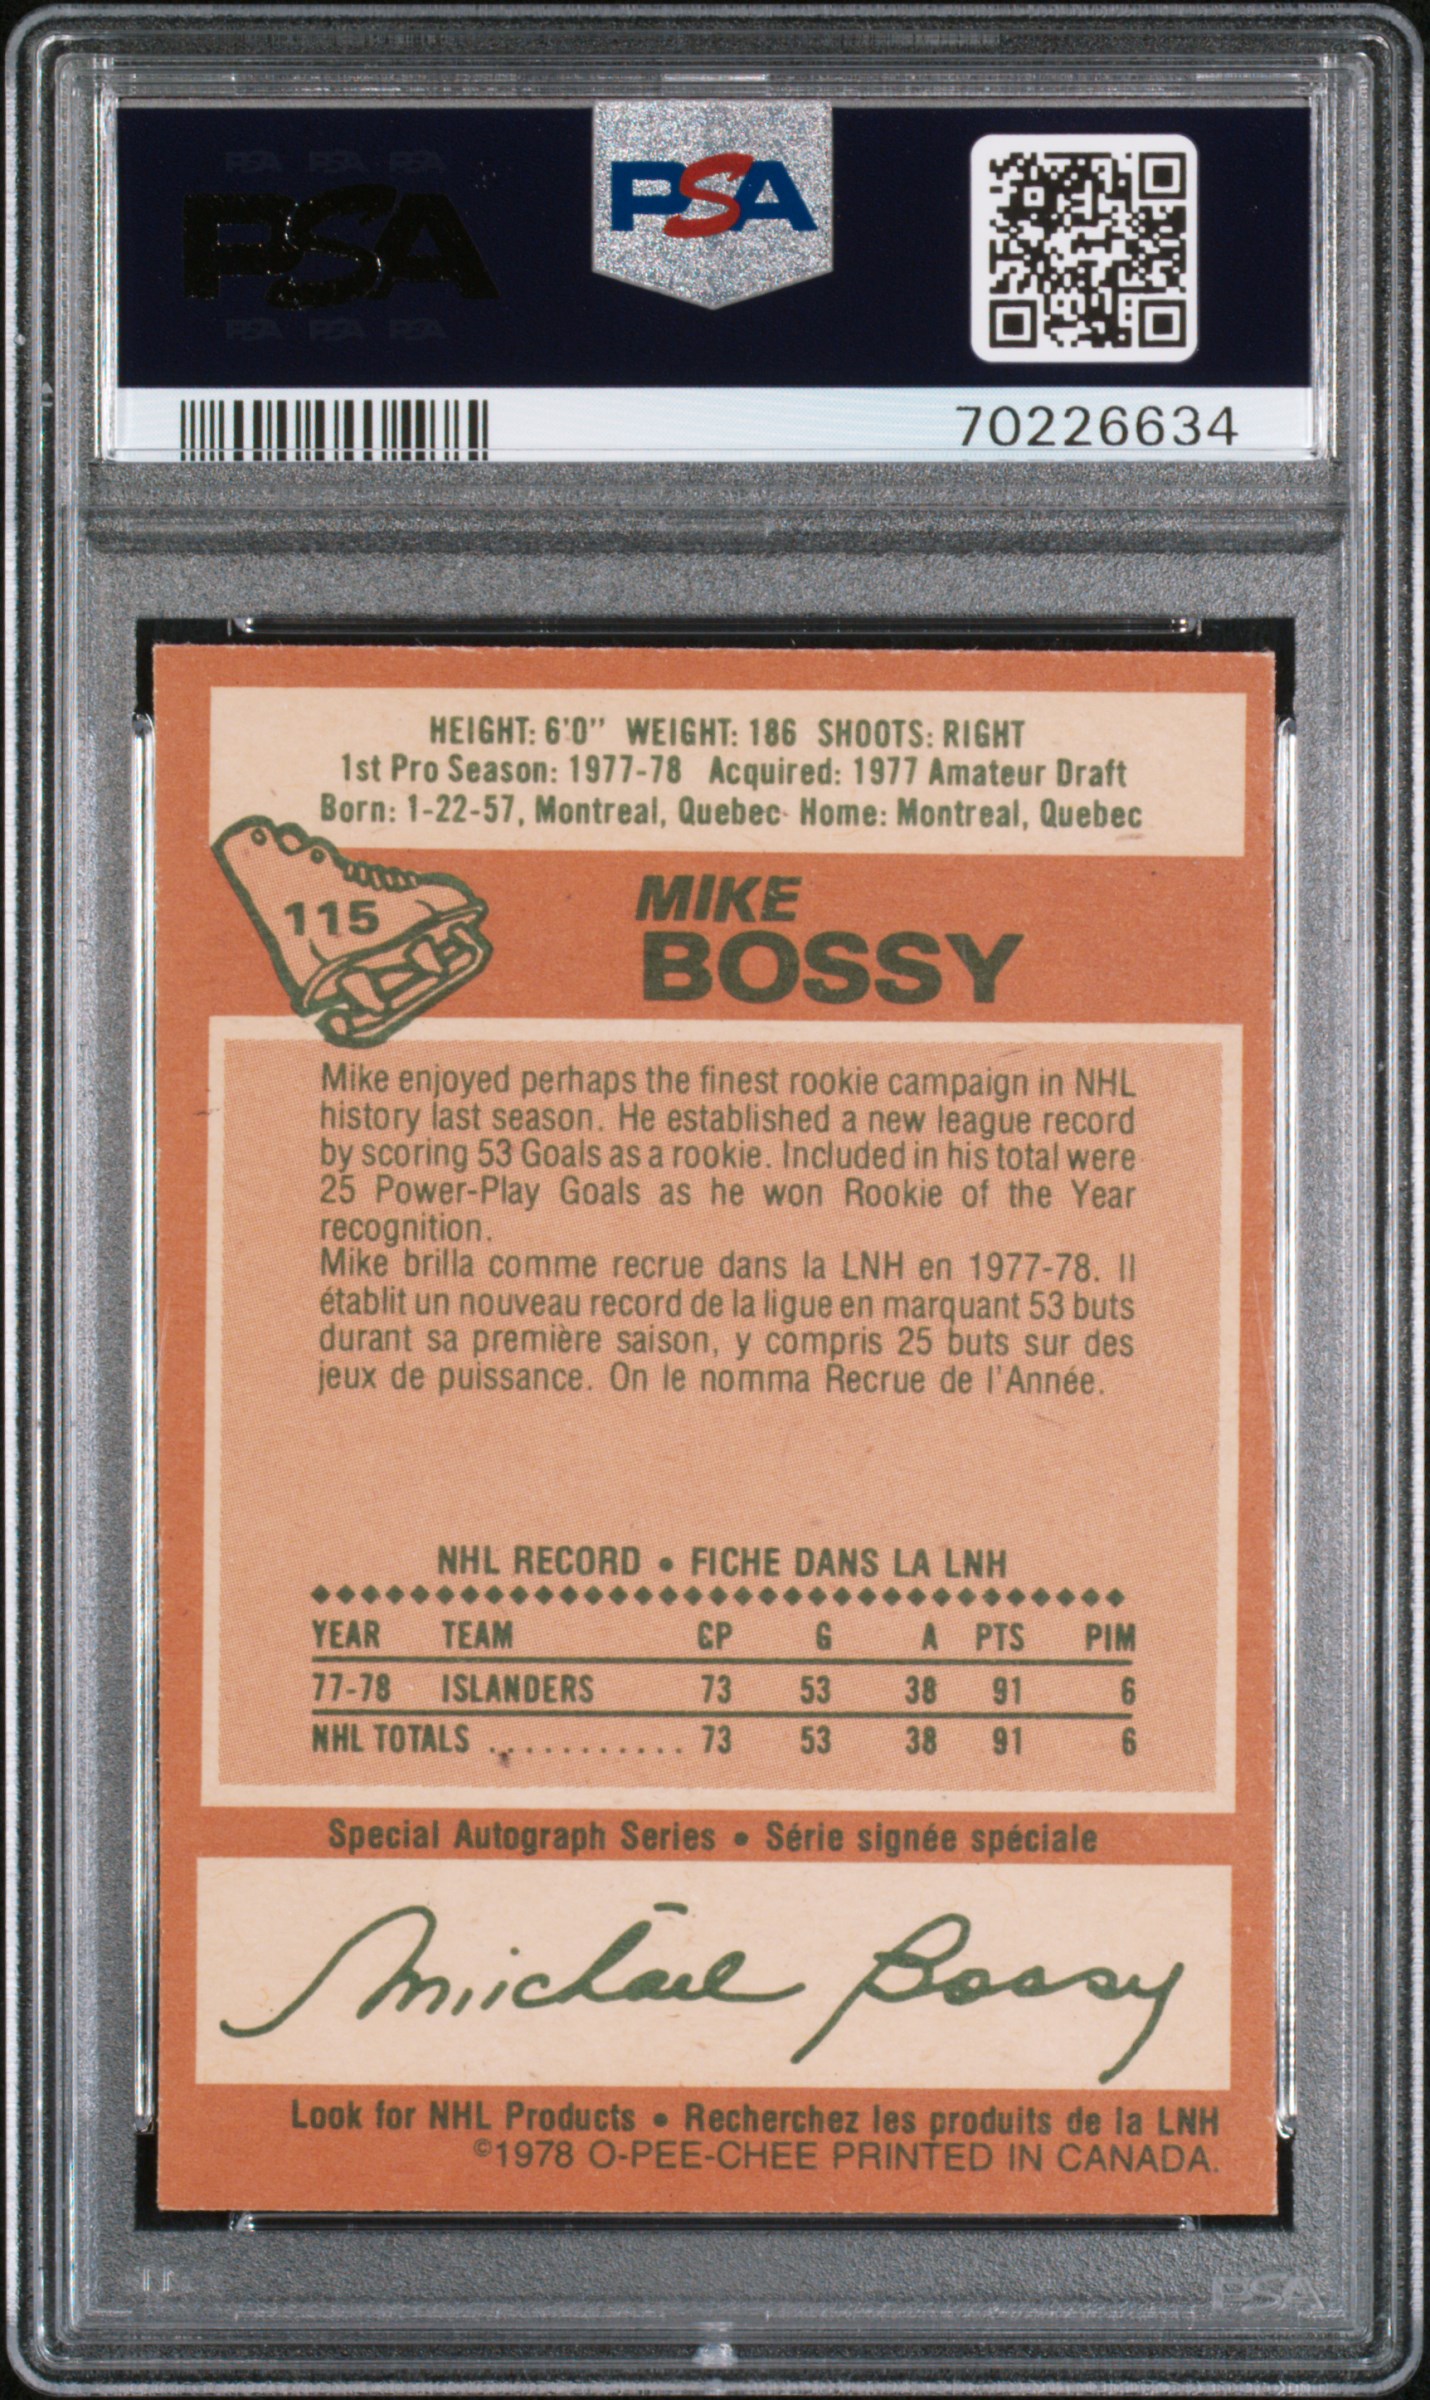 PSA PSA PSA
PSA
PSA PSA PSA
PSA
70226634
HEIGHT: 6'0" WEIGHT: 186 SHOOTS: RIGHT
1st Pro Season: 1977-78 Acquired: 1977 Amateur Draft
Born: 1-22-57, Montreal, Quebec Home: Montreal, Quebec
115
MIKE
BOSSY
Mike enjoyed perhaps the finest rookie campaign in NHL
history last season. He established a new league record
by scoring 53 Goals as a rookie. Included in his total were
25 Power-Play Goals as he won Rookie of the Year
recognition.
Mike brilla comme recrue dans la LNH en 1977-78. Il
établit un nouveau record de la ligue en marquant 53 buts
durant sa première saison, y compris 25 buts sur des
jeux de puissance. On le nomma Recrue de l'Année.
NHL RECORD • FICHE DANS LA LNH
YEAR TEAM GP G A PTS PIM
77-78 ISLANDERS 73 53 38 91 6
NHL TOTALS ............ 73 53 38 91 6
Special Autograph Series • Série signée spéciale
Michael Bossy
Look for NHL Products • Recherchez les produits de la LNH
©1978 O-PEE-CHEE PRINTED IN CANADA.
PSA